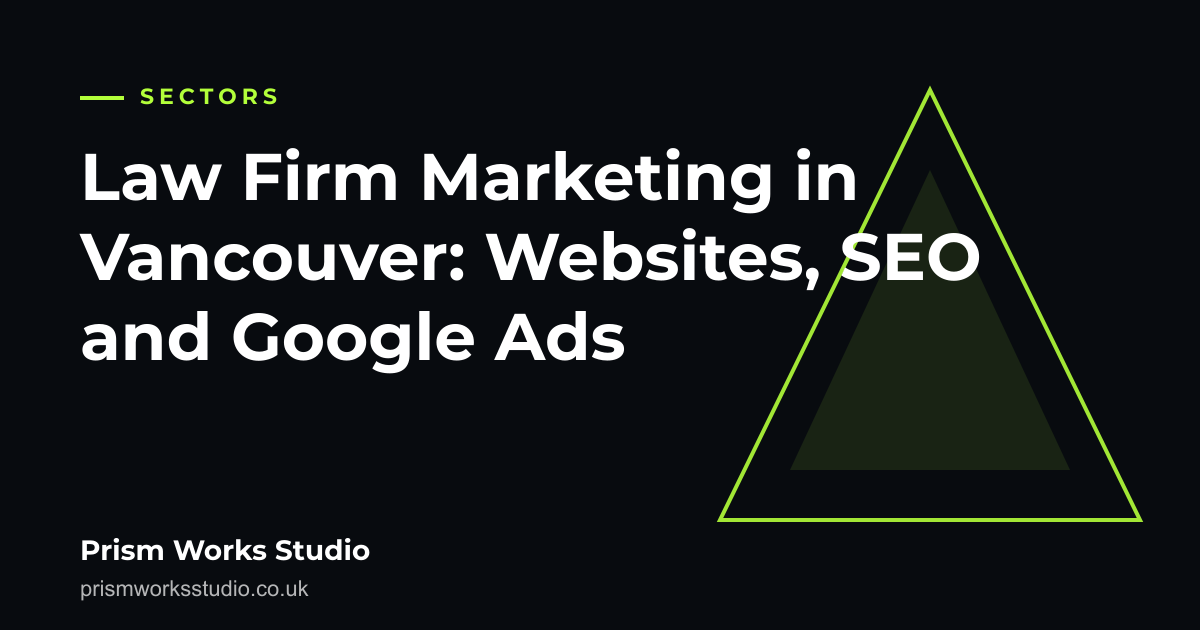 SECTORS
Law Firm Marketing in
Vancouver: Websites, SEO
and Google Ads
Prism Works Studio
prismworksstudio.co.uk